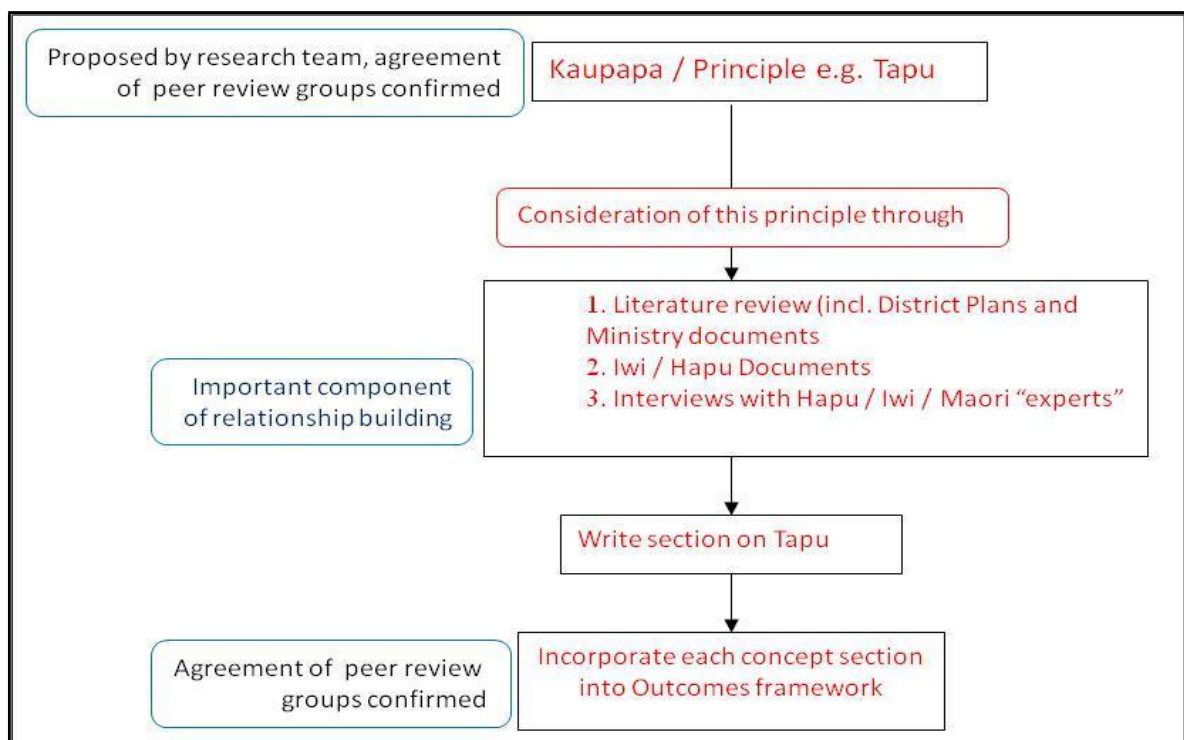 Proposed by research team, agreement
of peer review groups confirmed
Kaupapa / Principle e.g. Tapu
Consideration of this principle through
1. Literature review (incl. District Plans and
Ministry documents
2. Iwi / Hapu Documents
3. Interviews with Hapu / Iwi / Maori “experts”
Important component
of relationship building
Write section on Tapu
Agreement of peer review
groups confirmed
Incorporate each concept section
into Outcomes framework